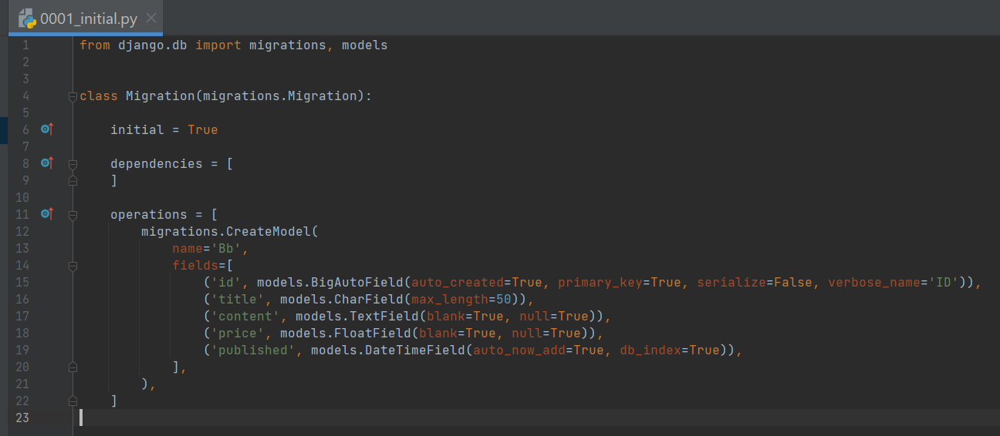 0001_initial.py
1 from django.db import migrations, models
2
3
4 class Migration(migrations.Migration):
5
6     initial = True
7
8     dependencies = [
9     ]
10
11     operations = [
12         migrations.CreateModel(
13             name='Bb',
14             fields=[
15                 ('id', models.BigAutoField(auto_created=True, primary_key=True, serialize=False, verbose_name='ID')),
16                 ('title', models.CharField(max_length=50)),
17                 ('content', models.TextField(blank=True, null=True)),
18                 ('price', models.FloatField(blank=True, null=True)),
19                 ('published', models.DateTimeField(auto_now_add=True, db_index=True)),
20             ],
21         ),
22     ]
23